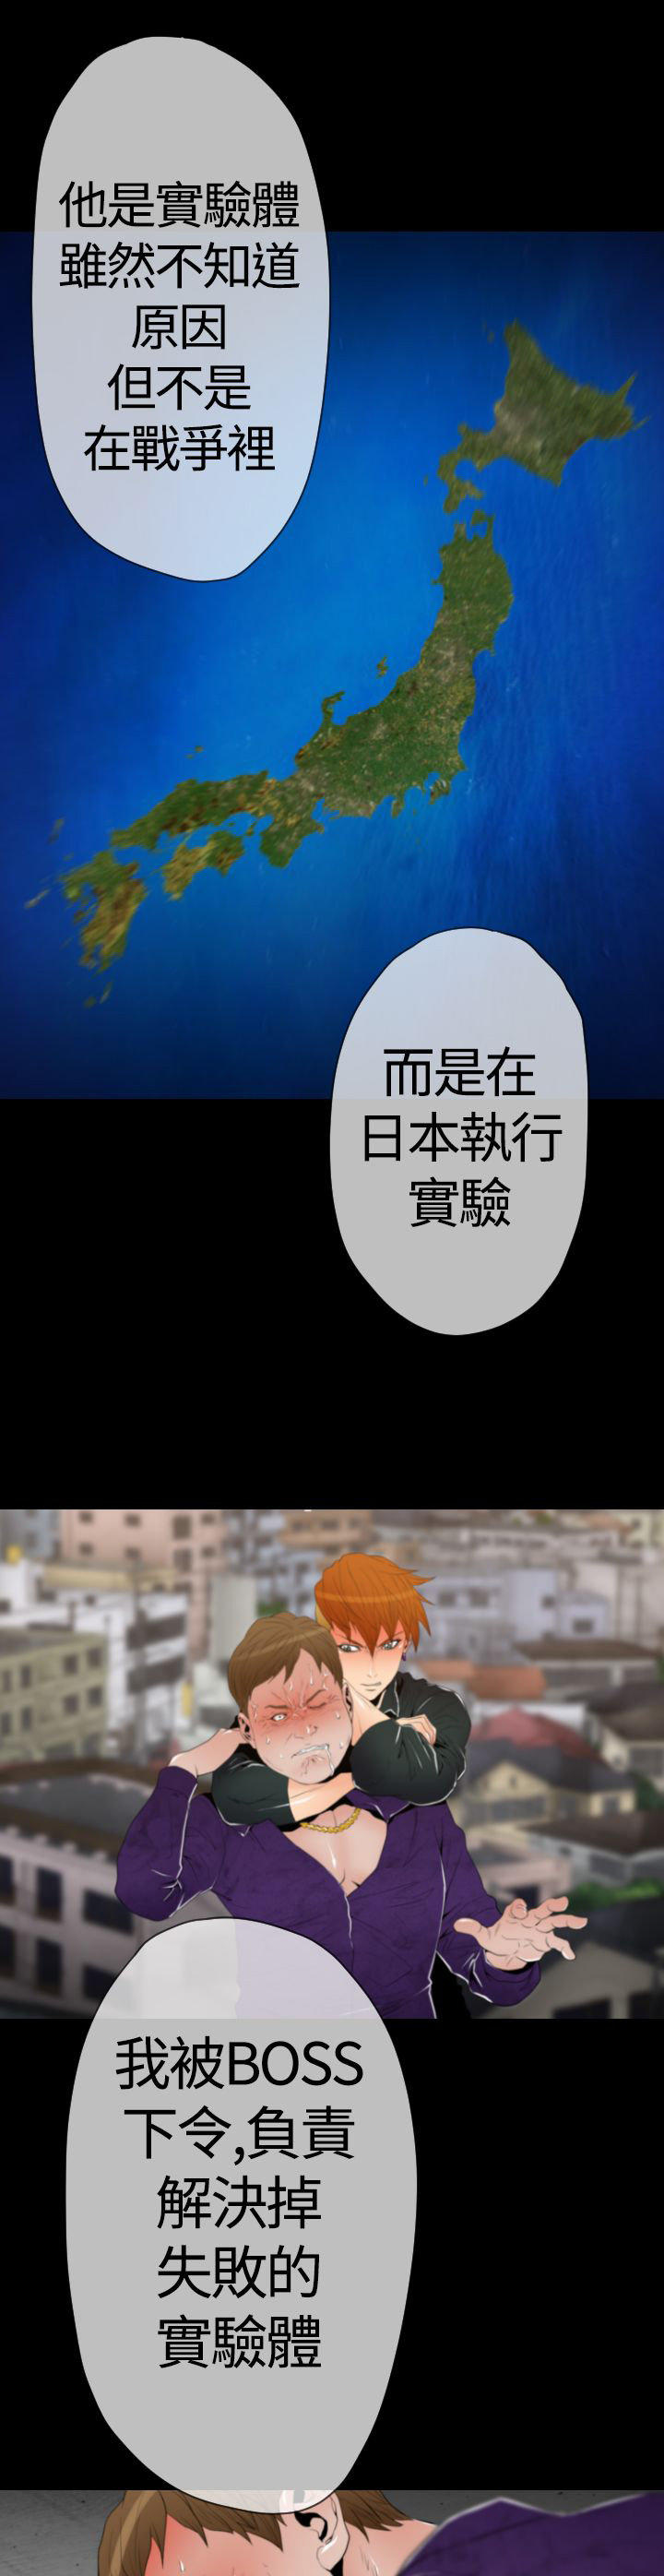 他是實驗體
雖然不知道
原因
但不是
在戰爭裡
而是在
日本執行
實驗
我被BOSS
下令,負責
解決掉
失敗的
實驗體